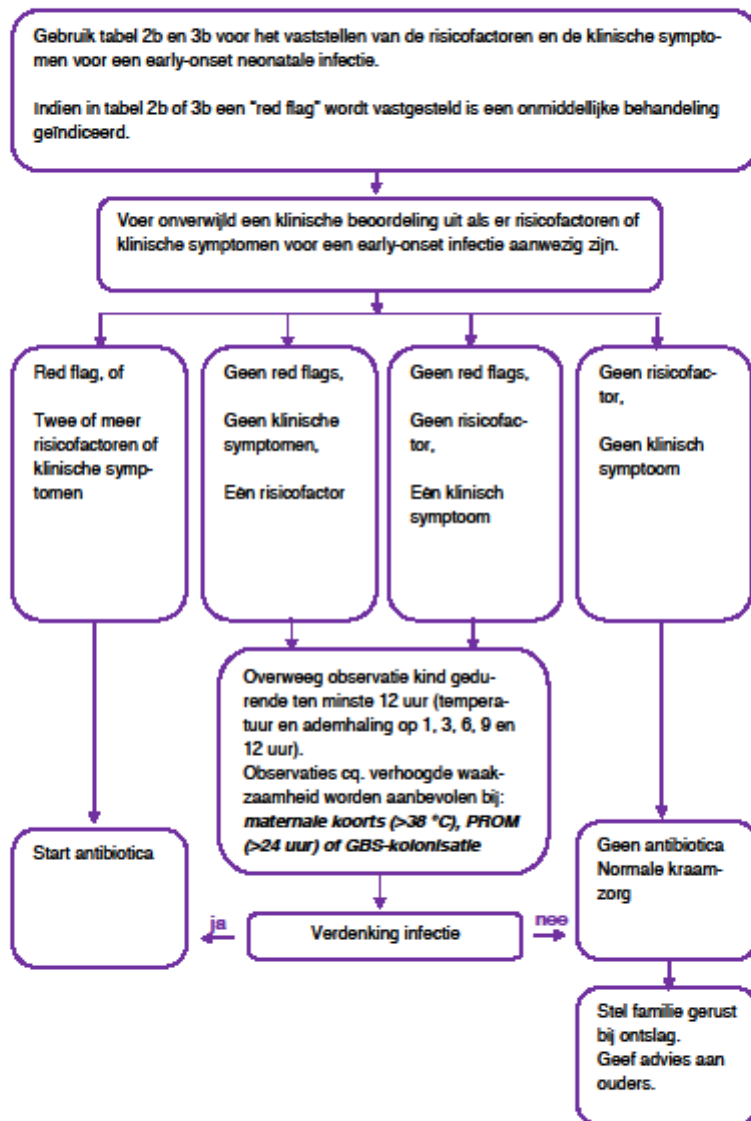 Gebruik tabel 2b en 3b voor het vaststellen van de risicofactoren en de klinische sympto-
men voor een early-onset neonatale infectie.
Indien in tabel 2b of 3b een "red flag" wordt vastgesteld is een onmiddellijke behandeling
geïndiceerd.
Voer onverwijld een klinische beoordeling uit als er risicofactoren of
klinische symptomen voor een early-onset infectie aanwezig zijn.
Red flag, of
Twee of meer
risicofactoren of
klinische symp-
tomen
Geen red flags,
Geen klinische
symptomen,
Eén risicofactor
Geen red flags,
Geen risicofac-
tor,
Eén klinisch
symptoom
Geen risicofac-
tor,
Geen klinisch
symptoom
Overweeg observatie kind gedu-
rende ten minste 12 uur (tempera-
tuur en ademhaling op 1, 3, 6, 9 en
12 uur).
Observaties cq. verhoogde waak-
zaamheid worden aanbevolen bij:
maternale koorts (>38 °C), PROM
(>24 uur) of GBS-kolonisatie
Start antibiotica
Geen antibiotica
Normale kraam-
zorg
ja
Verdenking infectie
nee
Stel familie gerust
bij ontslag.
Geef advies aan
ouders.